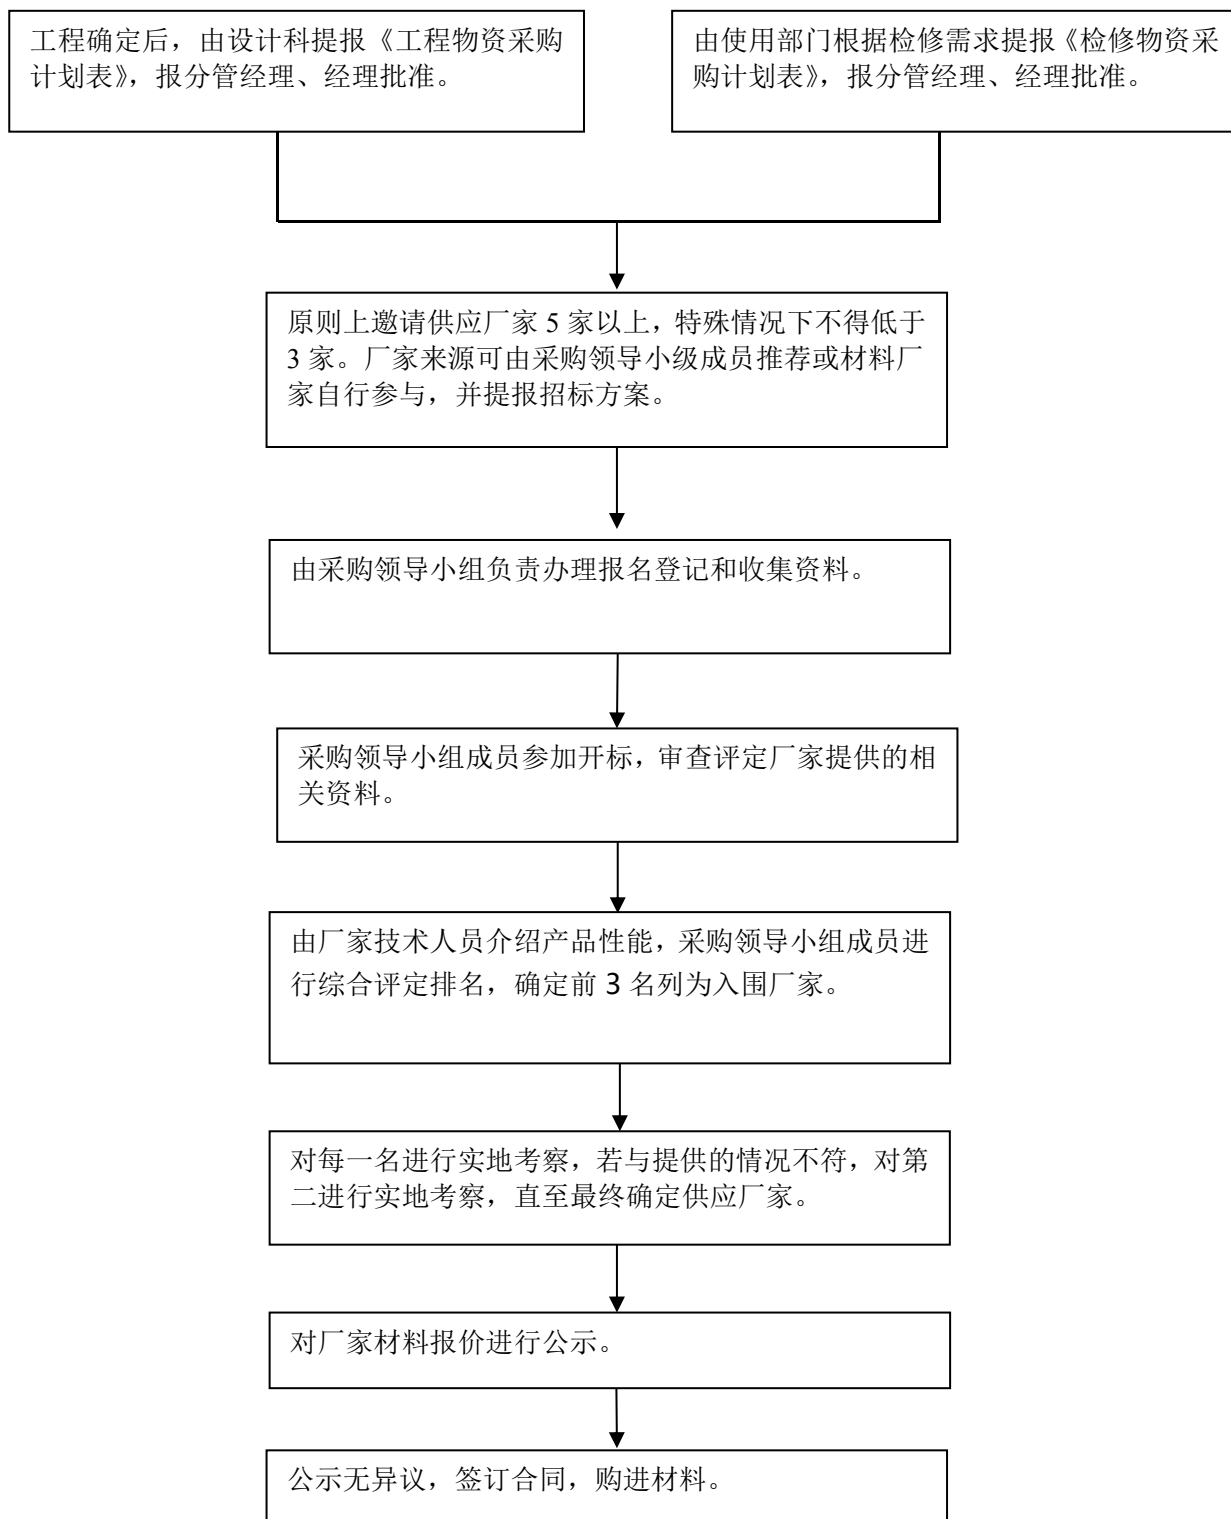 工程确定后，由设计科提报《工程物资采购
计划表》，报分管经理、经理批准。
由使用部门根据检修需求提报《检修物资采
购计划表》，报分管经理、经理批准。
原则上邀请供应厂家 5 家以上，特殊情况下不得低于
3 家。厂家来源可由采购领导小级成员推荐或材料厂
家自行参与，并提报招标方案。
由采购领导小组负责办理报名登记和收集资料。
采购领导小组成员参加开标，审查评定厂家提供的相
关资料。
由厂家技术人员介绍产品性能，采购领导小组成员进
行综合评定排名，确定前 3 名列为入围厂家。
对每一名进行实地考察，若与提供的情况不符，对第
二进行实地考察，直至最终确定供应厂家。
对厂家材料报价进行公示。
公示无异议，签订合同，购进材料。